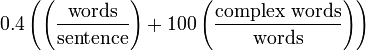 0.4 ( ( words / sentence ) + 100 ( complex words / words ) )